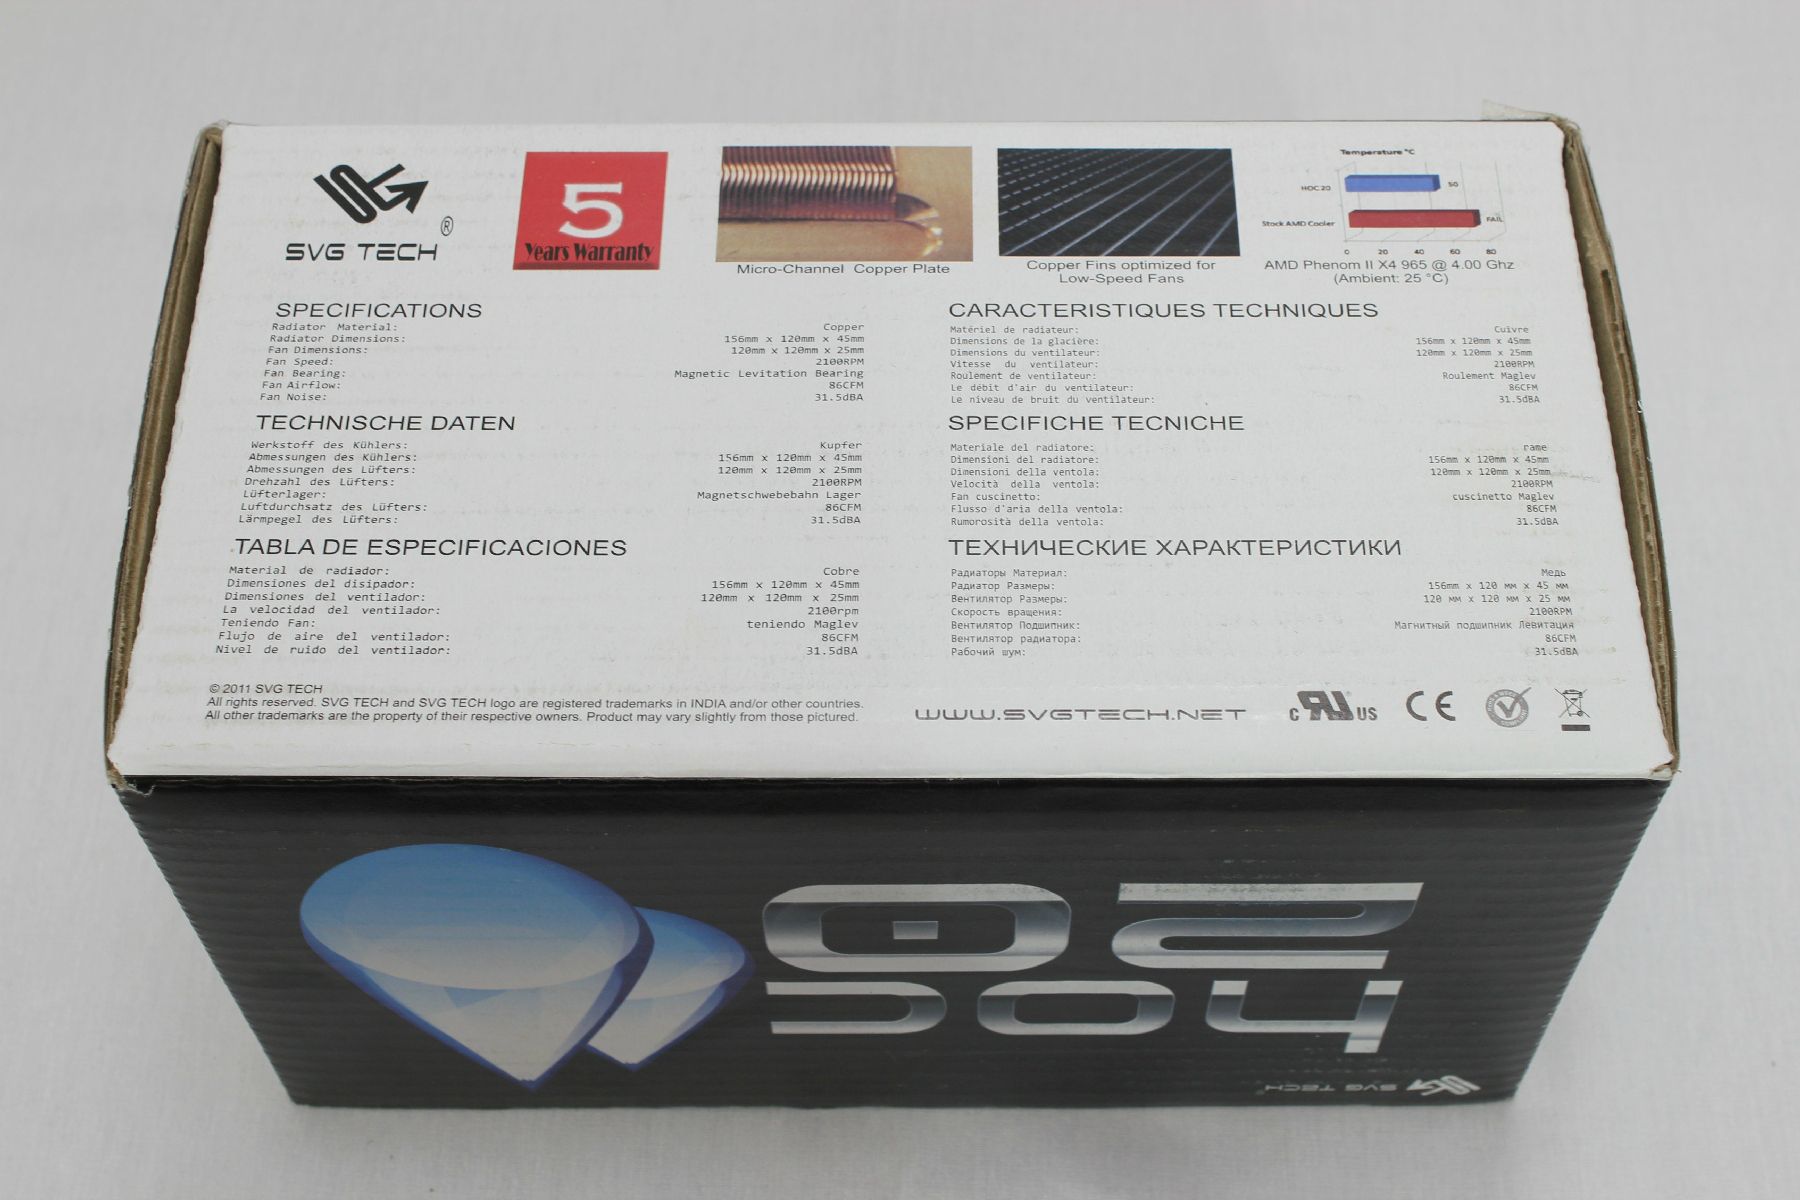 SVG TECH ®
5
Years Warranty
Micro-Channel Copper Plate
Copper Fins optimized for
Low-Speed Fans
Temperature °C
HOC 20 50
Stock AMD Cooler FAIL
0 20 40 60 80
AMD Phenom II X4 965 @ 4.00 Ghz
(Ambient: 25 °C)
SPECIFICATIONS
Radiator Material: Copper
Radiator Dimensions: 156mm x 120mm x 45mm
Fan Dimensions: 120mm x 120mm x 25mm
Fan Speed: 2100RPM
Fan Bearing: Magnetic Levitation Bearing
Fan Airflow: 86CFM
Fan Noise: 31.5dBA
CARACTERISTIQUES TECHNIQUES
Matériel de radiateur: Cuivre
Dimensions de la glacière: 156mm x 120mm x 45mm
Dimensions du ventilateur: 120mm x 120mm x 25mm
Vitesse du ventilateur: 2100RPM
Roulement de ventilateur: Roulement Maglev
Le débit d'air du ventilateur: 86CFM
Le niveau de bruit du ventilateur: 31.5dBA
TECHNISCHE DATEN
Werkstoff des Kühlers: Kupfer
Abmessungen des Kühlers: 156mm x 120mm x 45mm
Abmessungen des Lüfters: 120mm x 120mm x 25mm
Drehzahl des Lüfters: 2100RPM
Lüfterlager: Magnetschwebebahn Lager
Luftdurchsatz des Lüfters: 86CFM
Lärmpegel des Lüfters: 31.5dBA
SPECIFICHE TECNICHE
Materiale del radiatore: rame
Dimensioni del radiatore: 156mm x 120mm x 45mm
Dimensioni della ventola: 120mm x 120mm x 25mm
Velocità della ventola: 2100RPM
Fan cuscinetto: cuscinetto Maglev
Flusso d'aria della ventola: 86CFM
Rumorosità della ventola: 31.5dBA
TABLA DE ESPECIFICACIONES
Material de radiador: Cobre
Dimensiones del disipador: 156mm x 120mm x 45mm
Dimensiones del ventilador: 120mm x 120mm x 25mm
La velocidad del ventilador: 2100rpm
Teniendo Fan: teniendo Maglev
Flujo de aire del ventilador: 86CFM
Nivel de ruido del ventilador: 31.5dBA
ТЕХНИЧЕСКИЕ ХАРАКТЕРИСТИКИ
Радиаторы Материал: Медь
Радиатор Размеры: 156mm x 120 мм x 45 мм
Вентилятор Размеры: 120 мм x 120 мм x 25 мм
Скорость вращения: 2100RPM
Вентилятор Подшипник: Магнитный подшипник Левитация
Вентилятор радиатора: 86CFM
Рабочий шум: 31.5dBA
© 2011 SVG TECH
All rights reserved. SVG TECH and SVG TECH logo are registered trademarks in INDIA and/or other countries.
All other trademarks are the property of their respective owners. Product may vary slightly from those pictured.
WWW.SVGTECH.NET
c RU US CE
hoc
20
SVG TECH